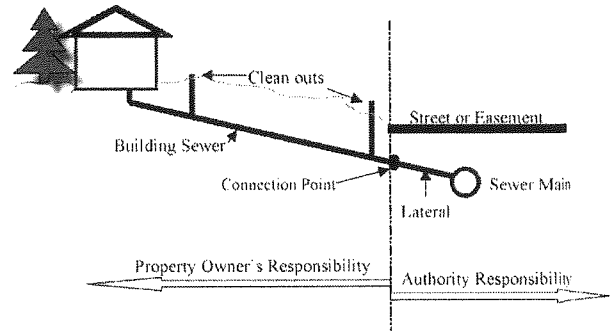 Clean outs
Street or Easement
Building Sewer
Connection Point
Sewer Main
Lateral
Property Owner's Responsibility
Authority Responsibility